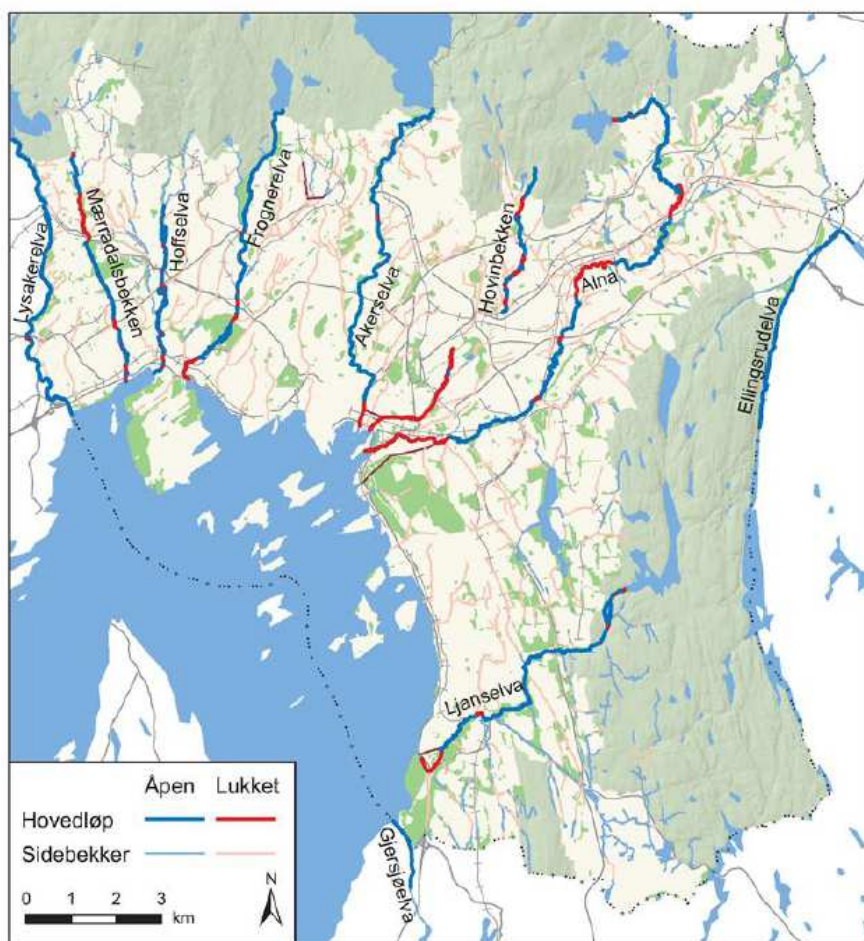 Lysakerelva
Mærradalsbekken
Hoffselva
Frognerelva
Akerselva
Hovinbekken
Alna
Ellingsrudelva
Ljanselva
Gjersjøelva
Åpen Lukket
Hovedløp
Sidebekker
0 1 2 3
km
N